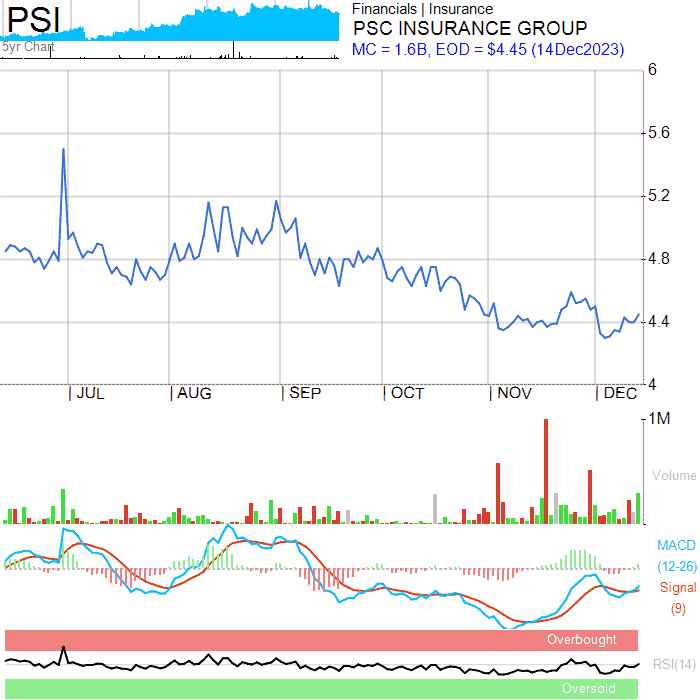 PSI
5yr Chart
Financials | Insurance
PSC INSURANCE GROUP
MC = 1.6B, EOD = $4.45 (14Dec2023)
6
5.6
5.2
4.8
4.4
4
JUL AUG SEP OCT NOV DEC
1M
Volume
MACD
(12-26)
Signal
(9)
Overbought
RSI(14)
Oversold